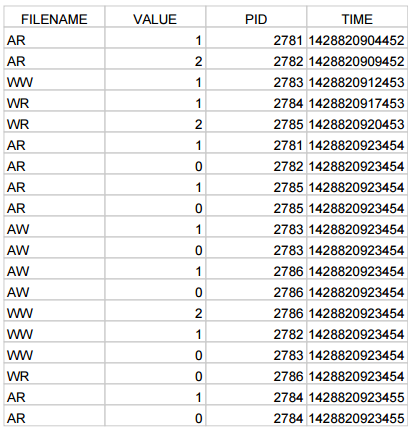 FILENAME VALUE PID TIME
AR 1 2781 1428820904452
AR 2 2782 1428820909452
WW 1 2783 1428820912453
WR 1 2784 1428820917453
WR 2 2785 1428820920453
AR 1 2781 1428820923454
AR 0 2782 1428820923454
AR 1 2785 1428820923454
AR 0 2785 1428820923454
AW 1 2783 1428820923454
AW 0 2783 1428820923454
AW 1 2786 1428820923454
AW 0 2786 1428820923454
WW 2 2786 1428820923454
WW 1 2782 1428820923454
WW 0 2783 1428820923454
WR 0 2786 1428820923454
AR 1 2784 1428820923455
AR 0 2784 1428820923455